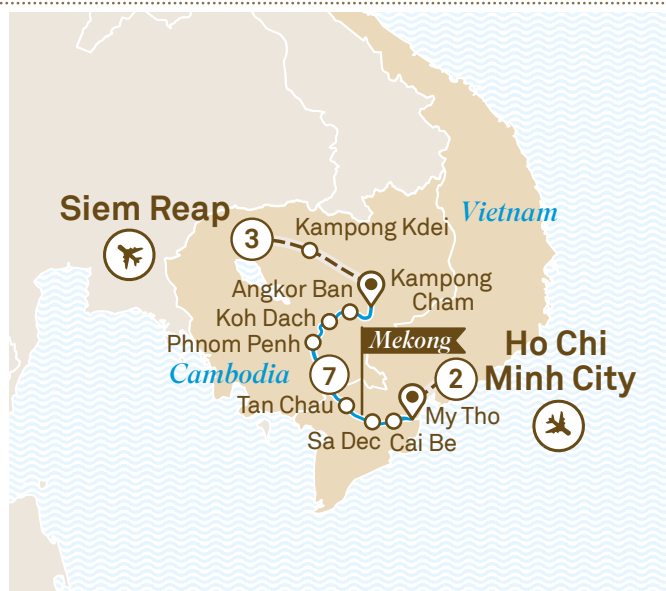 Siem Reap
3
Kampong Kdei
Vietnam
Angkor Ban
Kampong
Cham
Koh Dach
Phnom Penh
Mekong
Ho Chi
Minh City
Cambodia
7
2
Tan Chau
My Tho
Sa Dec
Cai Be